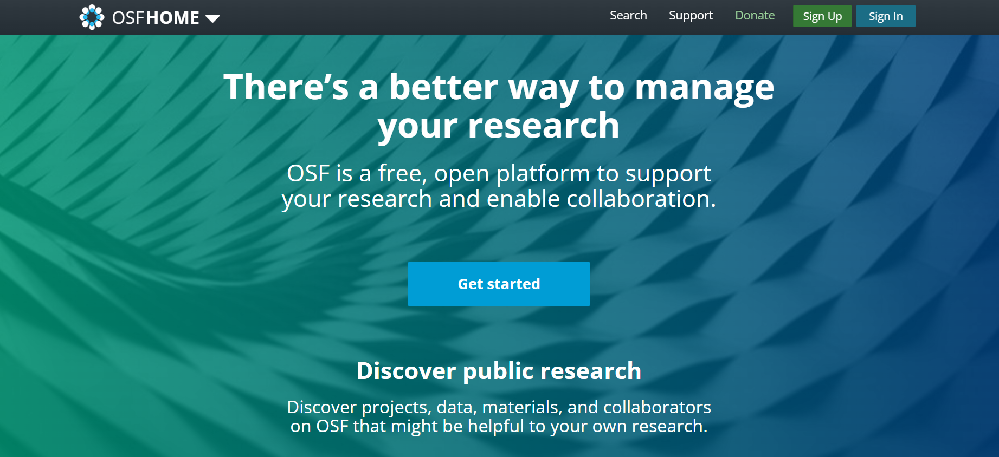 OSFHOME
Search
Support
Donate
Sign Up
Sign In
There’s a better way to manage
your research
OSF is a free, open platform to support
your research and enable collaboration.
Get started
Discover public research
Discover projects, data, materials, and collaborators
on OSF that might be helpful to your own research.